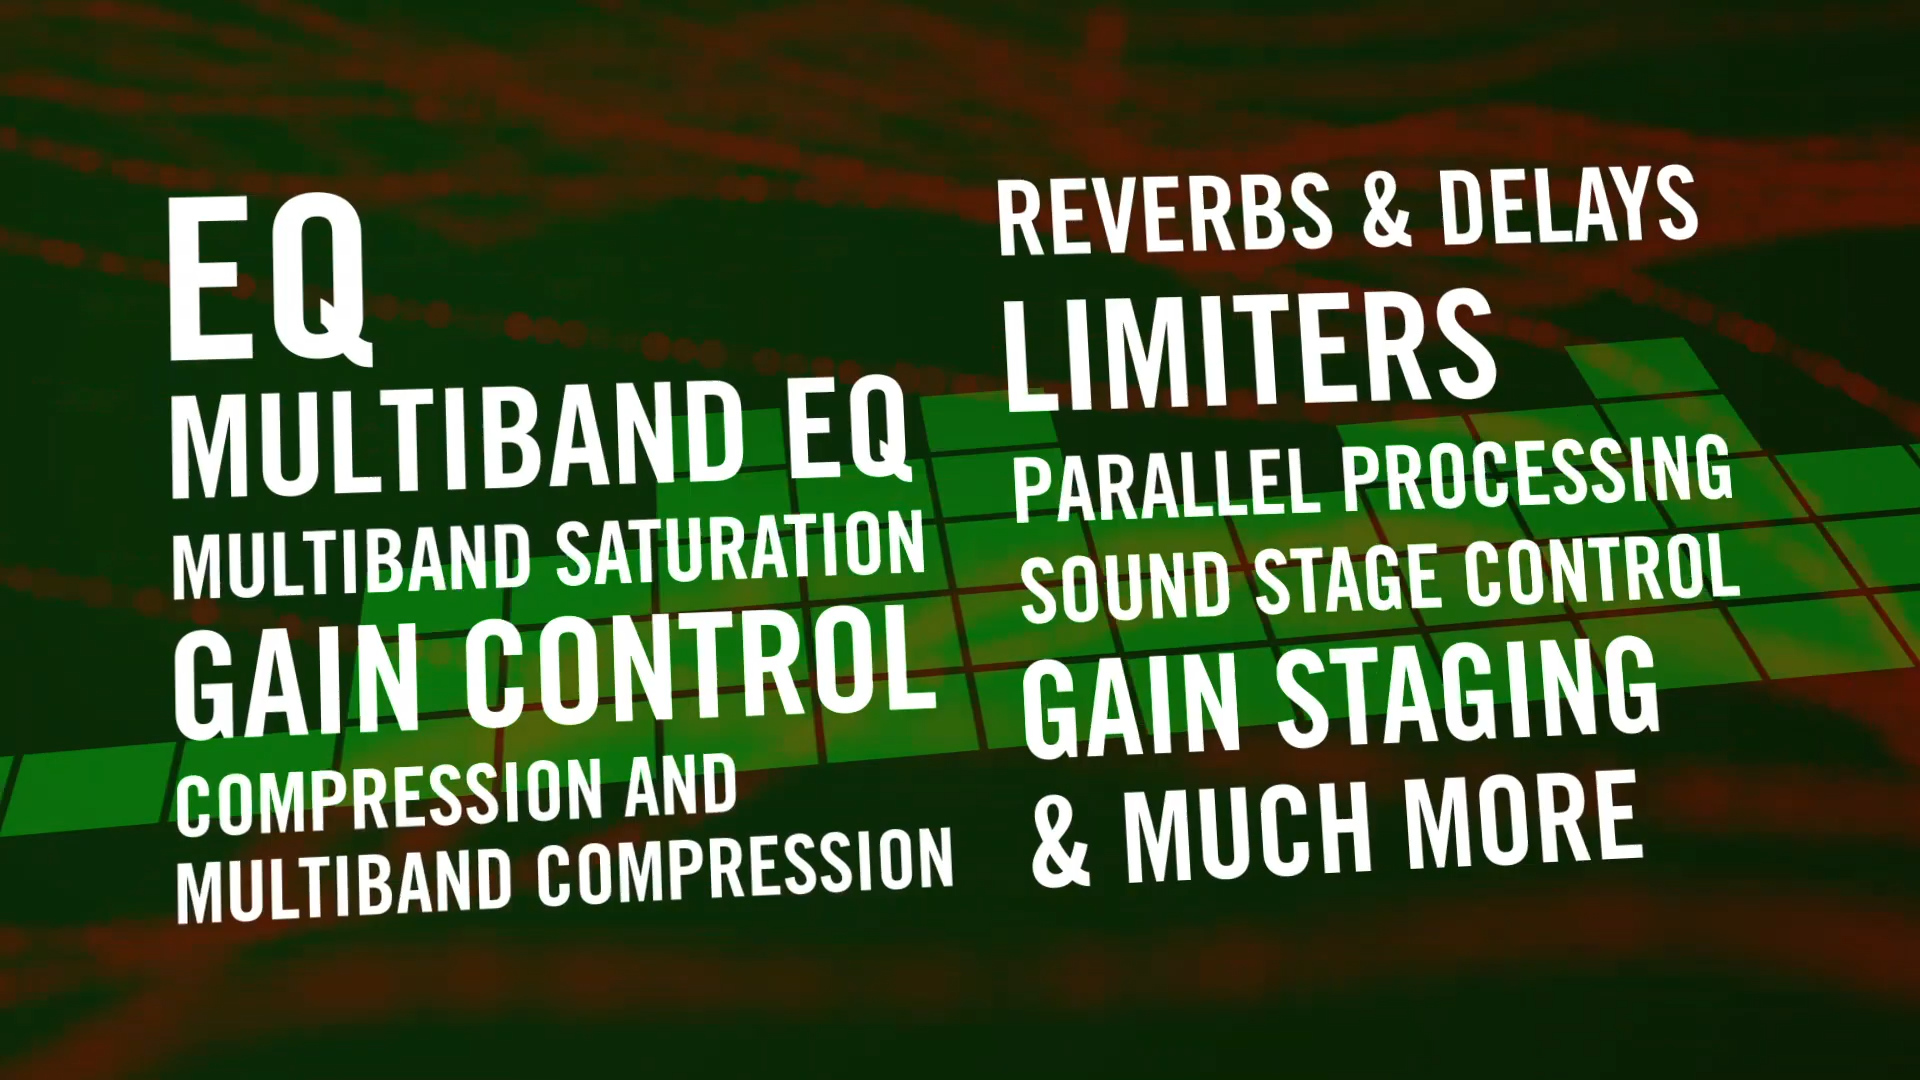 EQ
MULTIBAND EQ
MULTIBAND SATURATION
GAIN CONTROL
COMPRESSION AND
MULTIBAND COMPRESSION
REVERBS & DELAYS
LIMITERS
PARALLEL PROCESSING
SOUND STAGE CONTROL
GAIN STAGING
& MUCH MORE